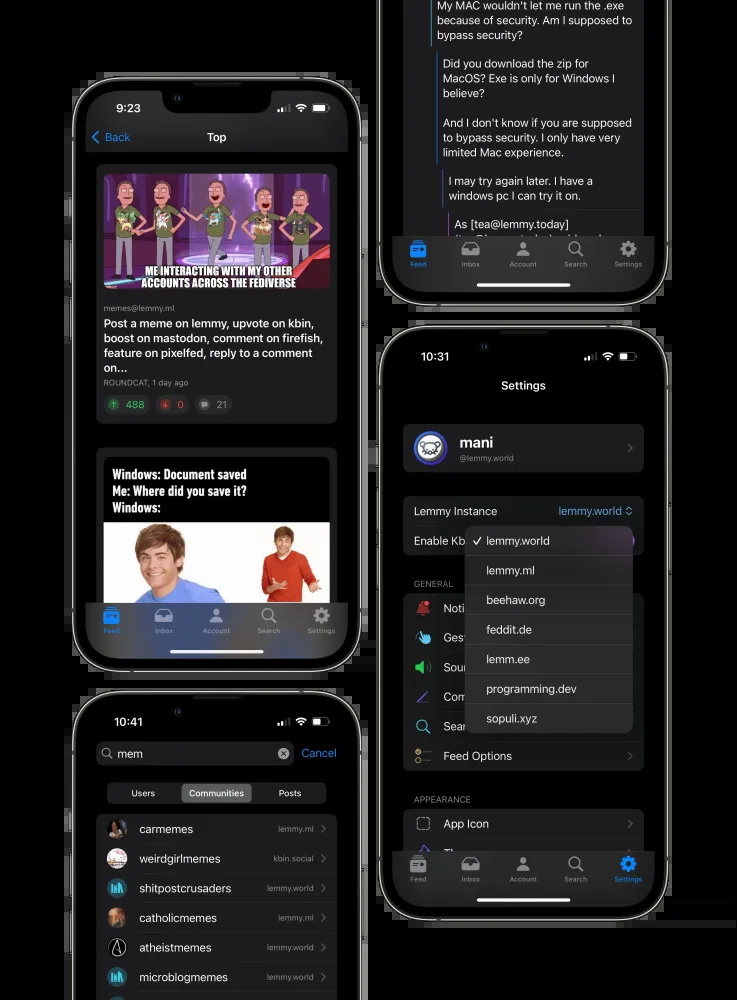 9:23
Back
Top
ME INTERACTING WITH MY OTHER
ACCOUNTS ACROSS THE FEDIVERSE
memes@lemmy.ml
Post a meme on lemmy, upvote on kbin,
boost on mastodon, comment on firefish,
feature on pixelfed, reply to a comment
on...
ROUNDCAT, 1 day ago
488
0
21
Windows: Document saved
Me: Where did you save it?
Windows:
Feed
Inbox
Account
Search
Settings
10:41
mem
Cancel
Users
Communities
Posts
carmemes
lemmy.ml
weirdgirlmemes
kbin.social
shitpostcrusaders
lemmy.world
catholicmemes
lemmy.ml
atheistmemes
lemmy.world
microblogmemes
lemmy.world
My MAC wouldn't let me run the .exe
because of security. Am I supposed to
bypass security?
Did you download the zip for
MacOS? Exe is only for Windows I
believe?
And I don't know if you are supposed
to bypass security. I only have very
limited Mac experience.
I may try again later. I have a
windows pc I can try it on.
As [tea@lemmy.today]
Feed
Inbox
Account
Search
Settings
10:31
Settings
mani
@lemmy.world
Lemmy Instance
lemmy.world
Enable Kb
lemmy.world
lemmy.ml
beehaw.org
feddit.de
lemm.ee
programming.dev
sopuli.xyz
GENERAL
Noti
Ges
Sou
Com
Sear
Feed Options
APPEARANCE
App Icon
Feed
Inbox
Account
Search
Settings